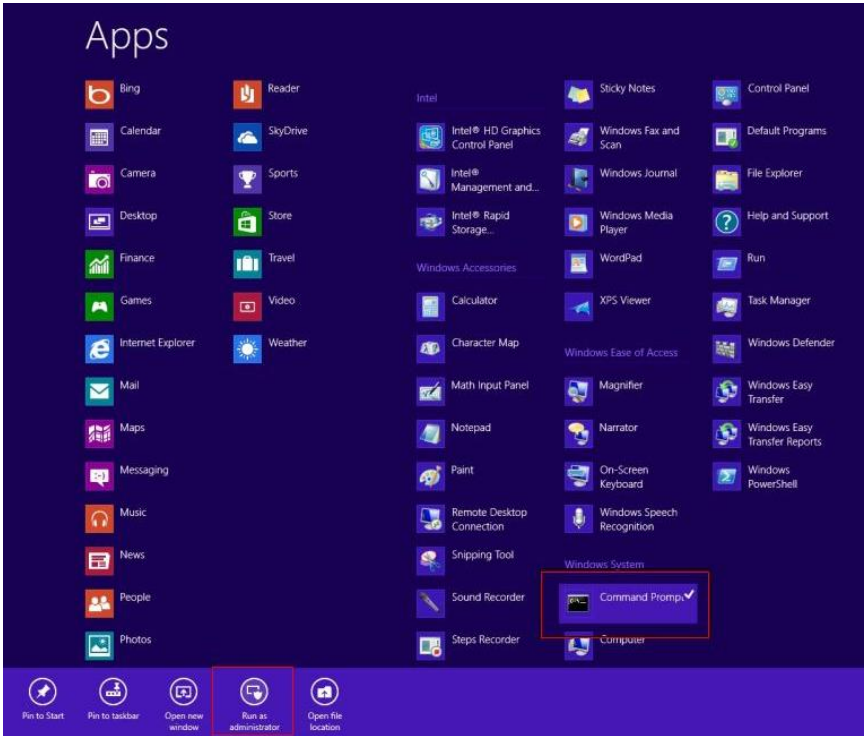 Apps
Bing
Calendar
Camera
Desktop
Finance
Games
Internet Explorer
Mail
Maps
Messaging
Music
News
People
Photos
Reader
SkyDrive
Sports
Store
Travel
Video
Weather
Intel
Intel® HD Graphics
Control Panel
Intel®
Management and...
Intel® Rapid
Storage...
Windows Accessories
Calculator
Character Map
Math Input Panel
Notepad
Paint
Remote Desktop
Connection
Snipping Tool
Sound Recorder
Steps Recorder
Sticky Notes
Windows Fax and
Scan
Windows Journal
Windows Media
Player
WordPad
XPS Viewer
Windows Ease of Access
Magnifier
Narrator
On-Screen
Keyboard
Windows Speech
Recognition
Windows System
Command Promp
Computer
Control Panel
Default Programs
File Explorer
Help and Support
Run
Task Manager
Windows Defender
Windows Easy
Transfer
Windows Easy
Transfer Reports
Windows
PowerShell
Pin to Start
Pin to taskbar
Open new
window
Run as
administrator
Open file
location